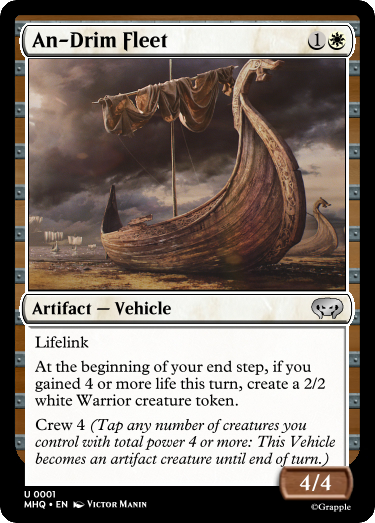 An-Drim Fleet 1
Artifact — Vehicle
Lifelink
At the beginning of your end step, if you
gained 4 or more life this turn, create a 2/2
white Warrior creature token.
Crew 4 (Tap any number of creatures you
control with total power 4 or more: This Vehicle
becomes an artifact creature until end of turn.)
4/4
U 0001
MHQ • EN Victor Manin
©Grapple